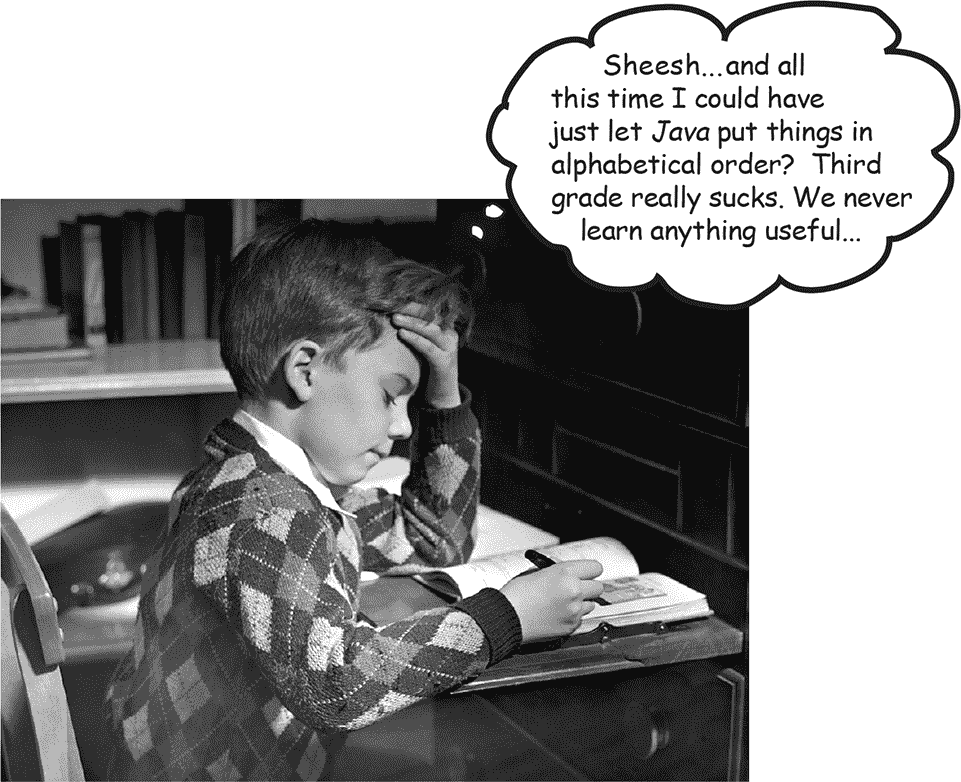 Sheesh...and all
this time I could have
just let Java put things in
alphabetical order?  Third
grade really sucks. We never
learn anything useful...